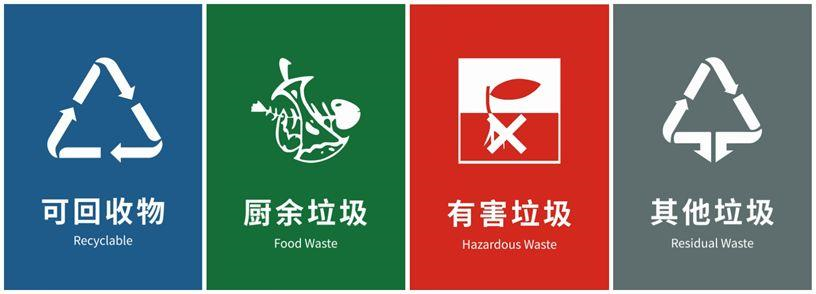 可回收物
Recyclable
厨余垃圾
Food Waste
有害垃圾
Hazardous Waste
其他垃圾
Residual Waste